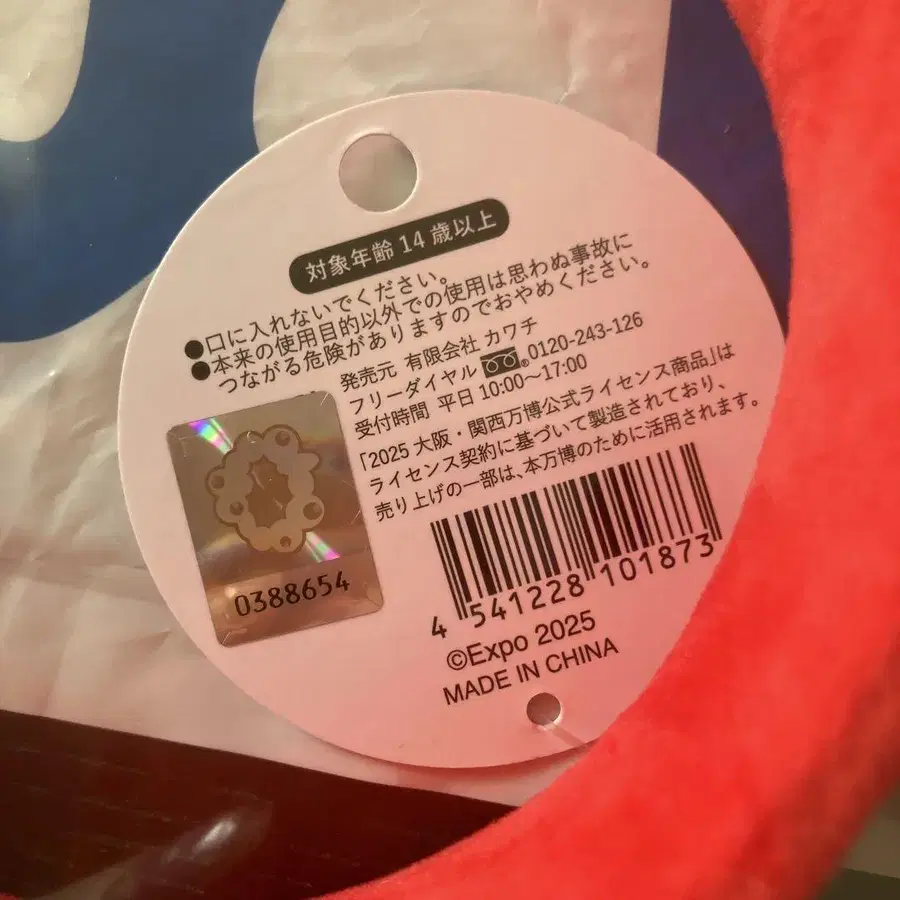 対象年齢 14 歳以上
●口に入れないでください。
●本来の使用目的以外での使用は思わぬ事故に
つながる危険がありますのでおやめください。
発売元 有限会社 カワチ
フリーダイヤル ®0120-243-126
受付時間 平日 10:00〜17:00
「2025 大阪・関西万博公式ライセンス商品」は
ライセンス契約に基づいて製造されており、
売り上げの一部は、本万博のために活用されます。
0388654
4 541228 101873
©Expo 2025
MADE IN CHINA